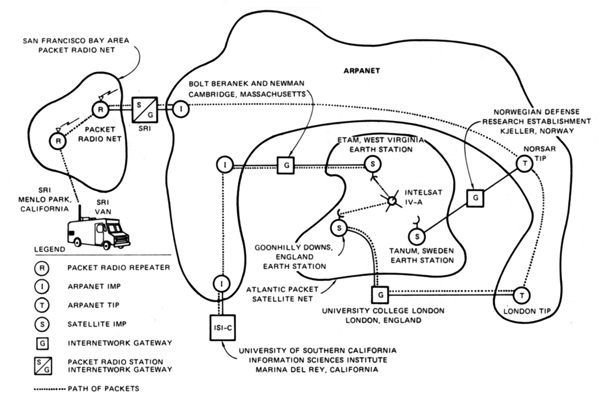 SAN FRANCISCO BAY AREA
PACKET RADIO NET
ARPANET
BOLT BERANEK AND NEWMAN
CAMBRIDGE, MASSACHUSETTS
NORWEGIAN DEFENSE
RESEARCH ESTABLISHMENT
KJELLER, NORWAY
R
S
G
I
SRI
R
PACKET
RADIO NET
ETAM, WEST VIRGINIA
EARTH STATION
NORSAR
TIP
I
G
S
T
INTELSAT
IV-A
G
SRI
MENLO PARK,
CALIFORNIA
SRI
VAN
S
S
GOONHILLY DOWNS,
ENGLAND
EARTH STATION
TANUM, SWEDEN
EARTH STATION
LEGEND
R PACKET RADIO REPEATER
I ARPANET IMP
T ARPANET TIP
S SATELLITE IMP
G INTERNETWORK GATEWAY
S
G
PACKET RADIO STATION
INTERNETWORK GATEWAY
PATH OF PACKETS
I
ATLANTIC PACKET
SATELLITE NET
G
T
UNIVERSITY COLLEGE LONDON
LONDON, ENGLAND
LONDON TIP
ISI-C
UNIVERSITY OF SOUTHERN CALIFORNIA
INFORMATION SCIENCES INSTITUTE
MARINA DEL REY, CALIFORNIA